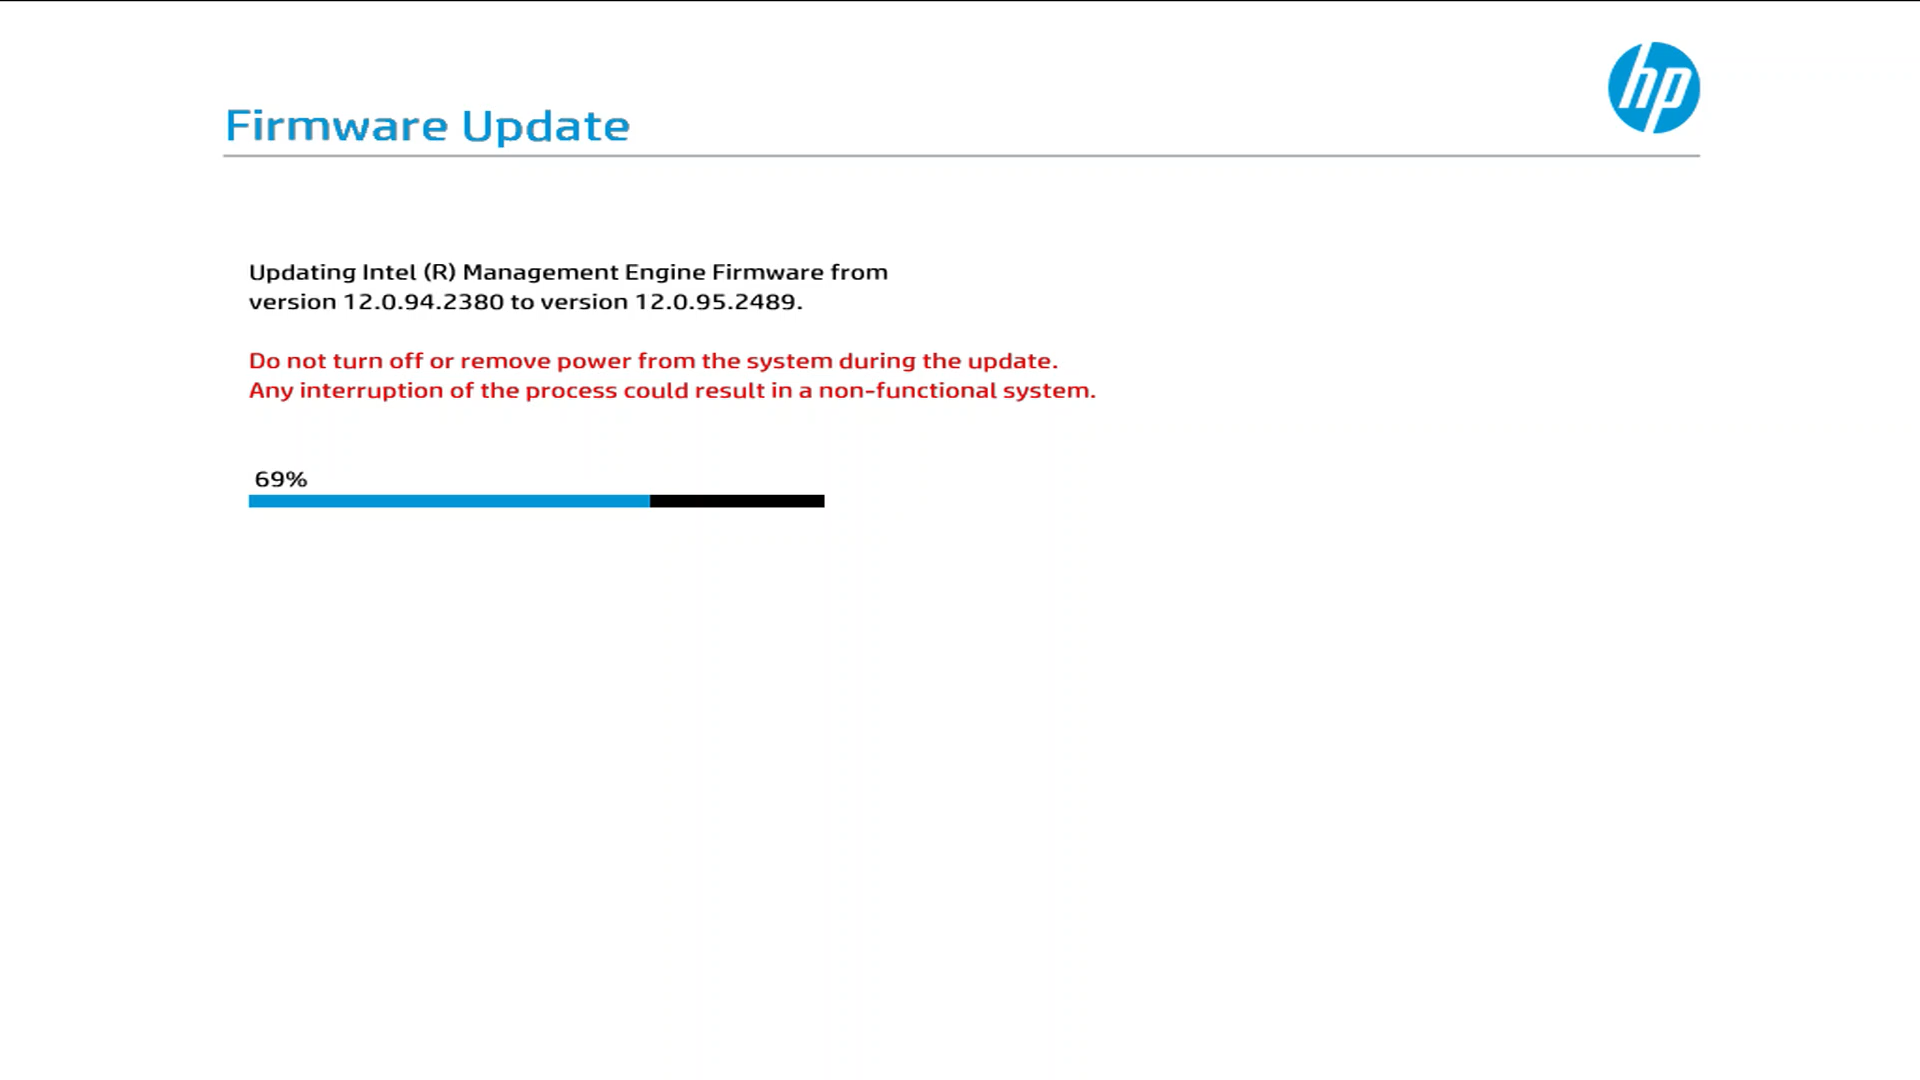 hp
Firmware Update
Updating Intel (R) Management Engine Firmware from
version 12.0.94.2380 to version 12.0.95.2489.
Do not turn off or remove power from the system during the update.
Any interruption of the process could result in a non-functional system.
69%